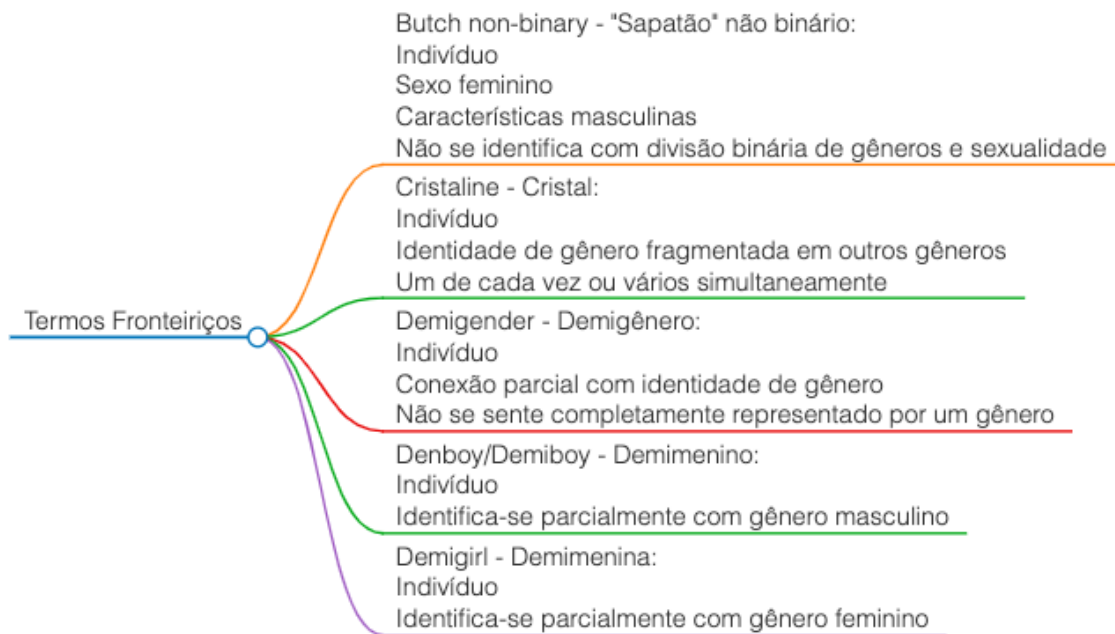 Butch non-binary - "Sapatão" não binário:
Indivíduo
Sexo feminino
Características masculinas
Não se identifica com divisão binária de gêneros e sexualidade
Cristaline - Cristal:
Indivíduo
Identidade de gênero fragmentada em outros gêneros
Um de cada vez ou vários simultaneamente
Termos Fronteiriços
Demigender - Demigênero:
Indivíduo
Conexão parcial com identidade de gênero
Não se sente completamente representado por um gênero
Denboy/Demiboy - Demimenino:
Indivíduo
Identifica-se parcialmente com gênero masculino
Demigirl - Demimenina:
Indivíduo
Identifica-se parcialmente com gênero feminino